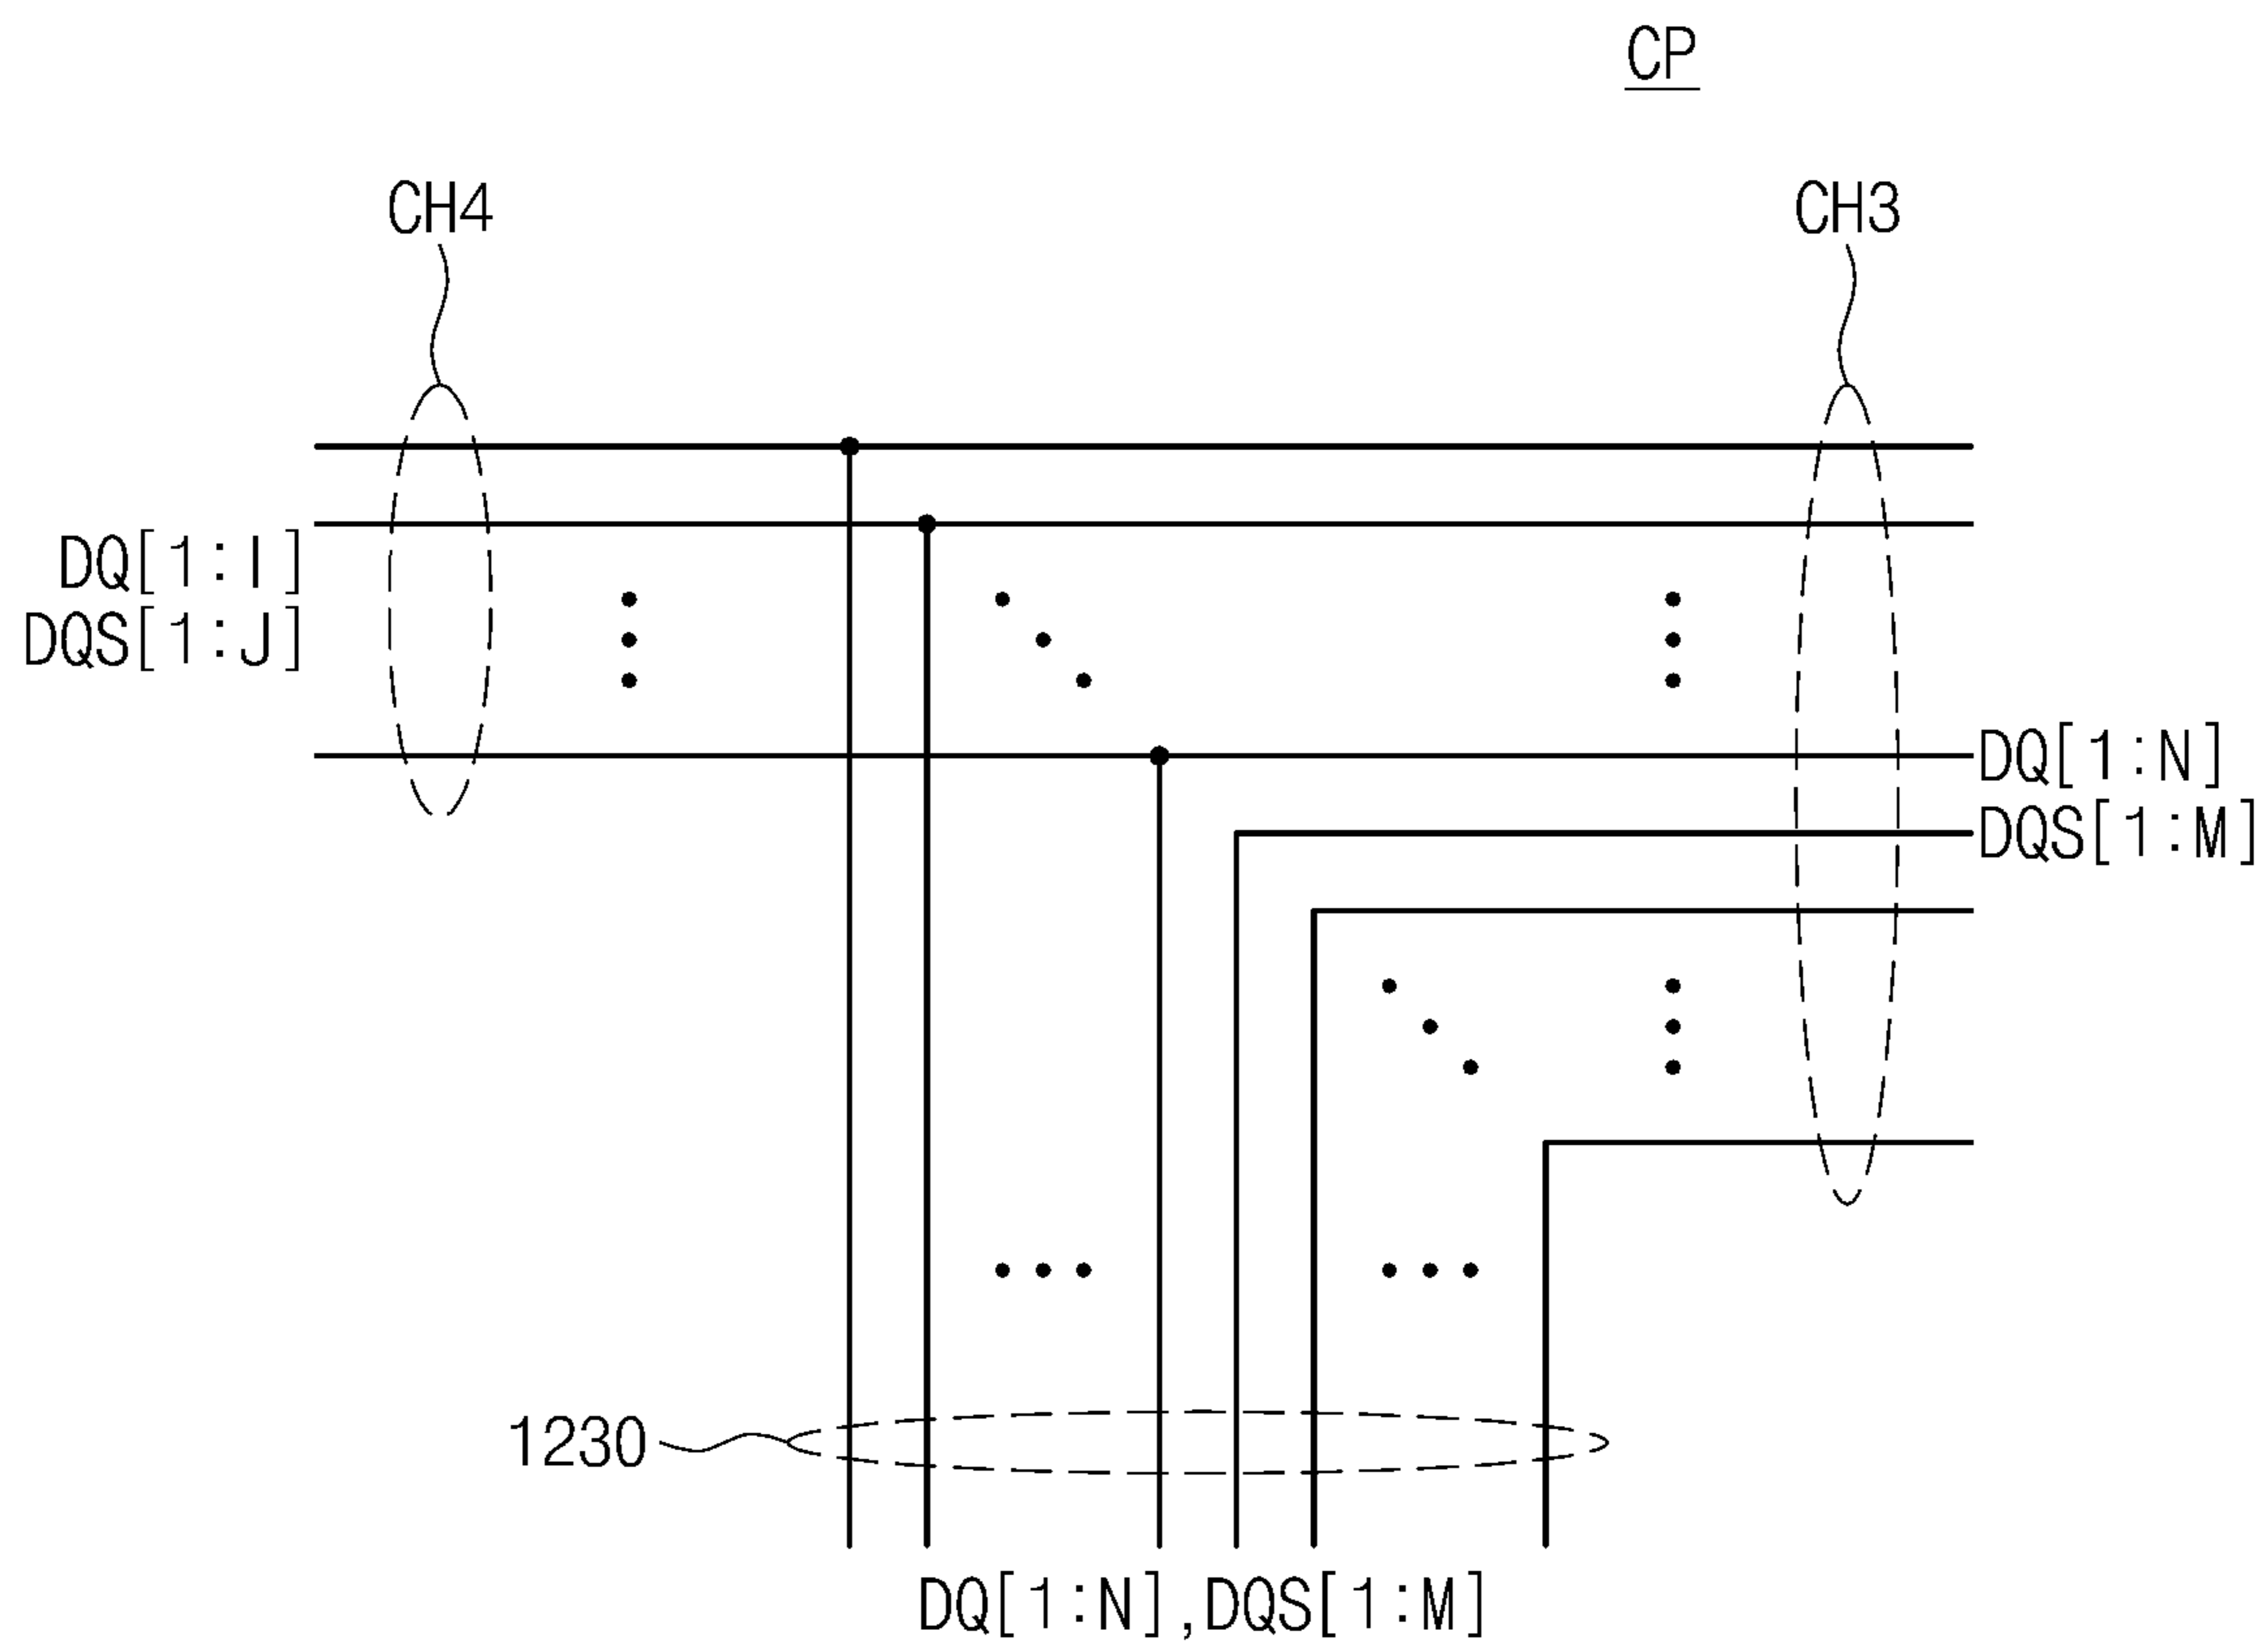 CP
CH4
CH3
DQ[1:I]
DQS[1:J]
DQ[1:N]
DQS[1:M]
1230
DQ[1:N],DQS[1:M]